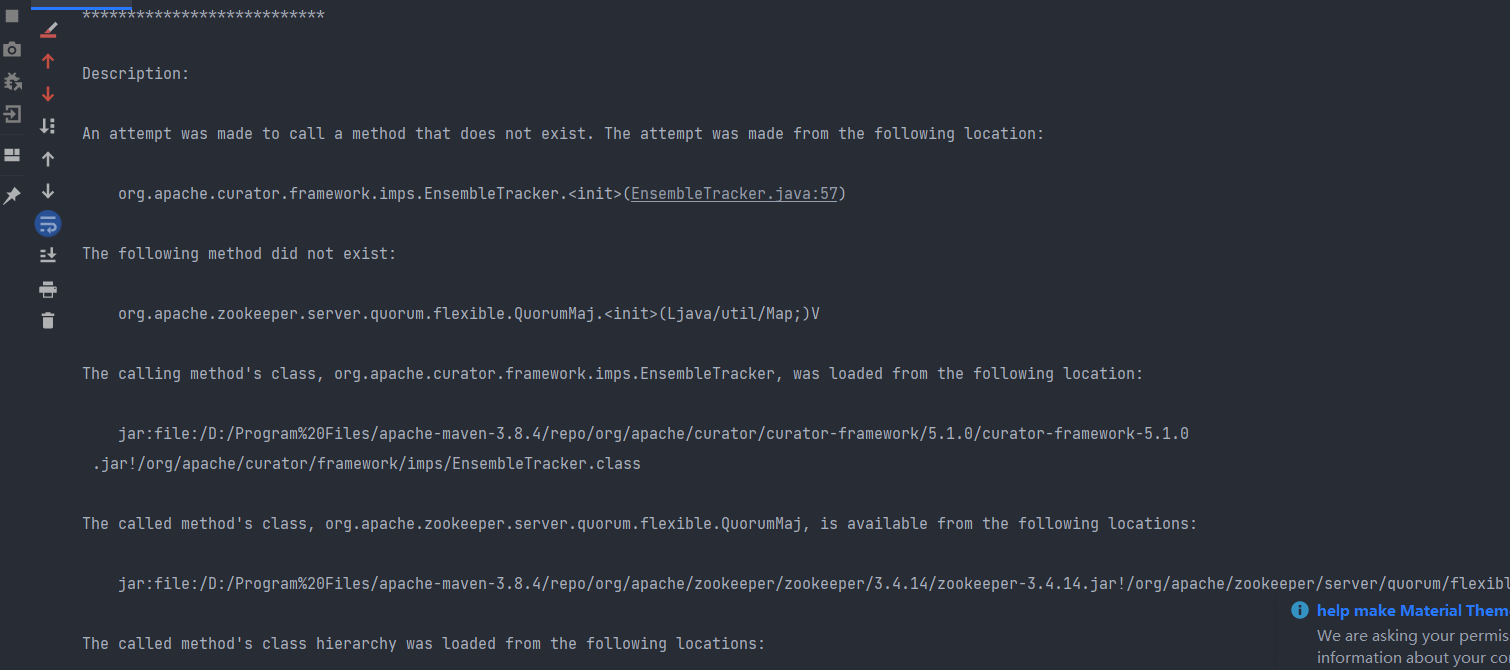 ***************************
Description:
An attempt was made to call a method that does not exist. The attempt was made from the following location:
org.apache.curator.framework.imps.EnsembleTracker.<init>(EnsembleTracker.java:57)
The following method did not exist:
org.apache.zookeeper.server.quorum.flexible.QuorumMaj.<init>(Ljava/util/Map;)V
The calling method's class, org.apache.curator.framework.imps.EnsembleTracker, was loaded from the following location:
jar:file:/D:/Program%20Files/apache-maven-3.8.4/repo/org/apache/curator/curator-framework/5.1.0/curator-framework-5.1.0
.jar!/org/apache/curator/framework/imps/EnsembleTracker.class
The called method's class, org.apache.zookeeper.server.quorum.flexible.QuorumMaj, is available from the following locations:
jar:file:/D:/Program%20Files/apache-maven-3.8.4/repo/org/apache/zookeeper/zookeeper/3.4.14/zookeeper-3.4.14.jar!/org/apache/zookeeper/server/quorum/flexibl
help make Material Them
We are asking your permis
information about your co
The called method's class hierarchy was loaded from the following locations: